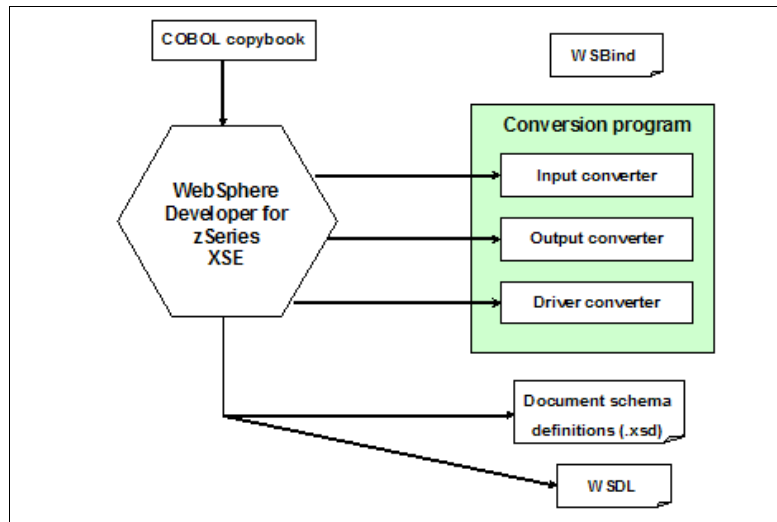 COBOL copybook
WSBind
Conversion program
WebSphere
Developer for
zSeries
XSE
Input converter
Output converter
Driver converter
Document schema
definitions (.xsd)
WSDL